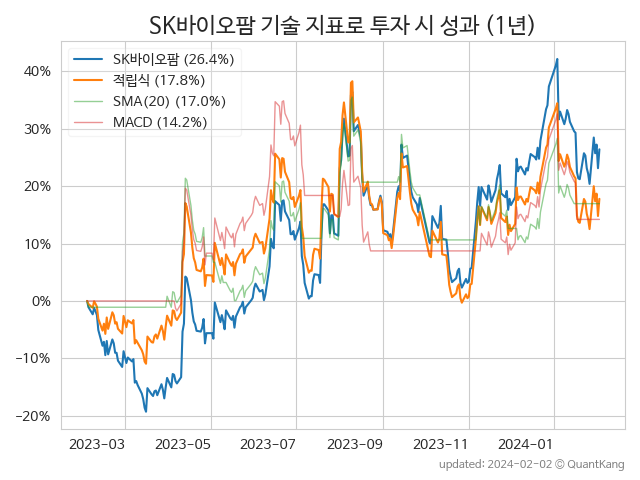 SK바이오팜 기술 지표로 투자 시 성과 (1년)
SK바이오팜 (26.4%)
적립식 (17.8%)
SMA(20) (17.0%)
MACD (14.2%)
40%
30%
20%
10%
0%
−10%
−20%
2023-03
2023-05
2023-07
2023-09
2023-11
2024-01
updated: 2024-02-02 © QuantKang